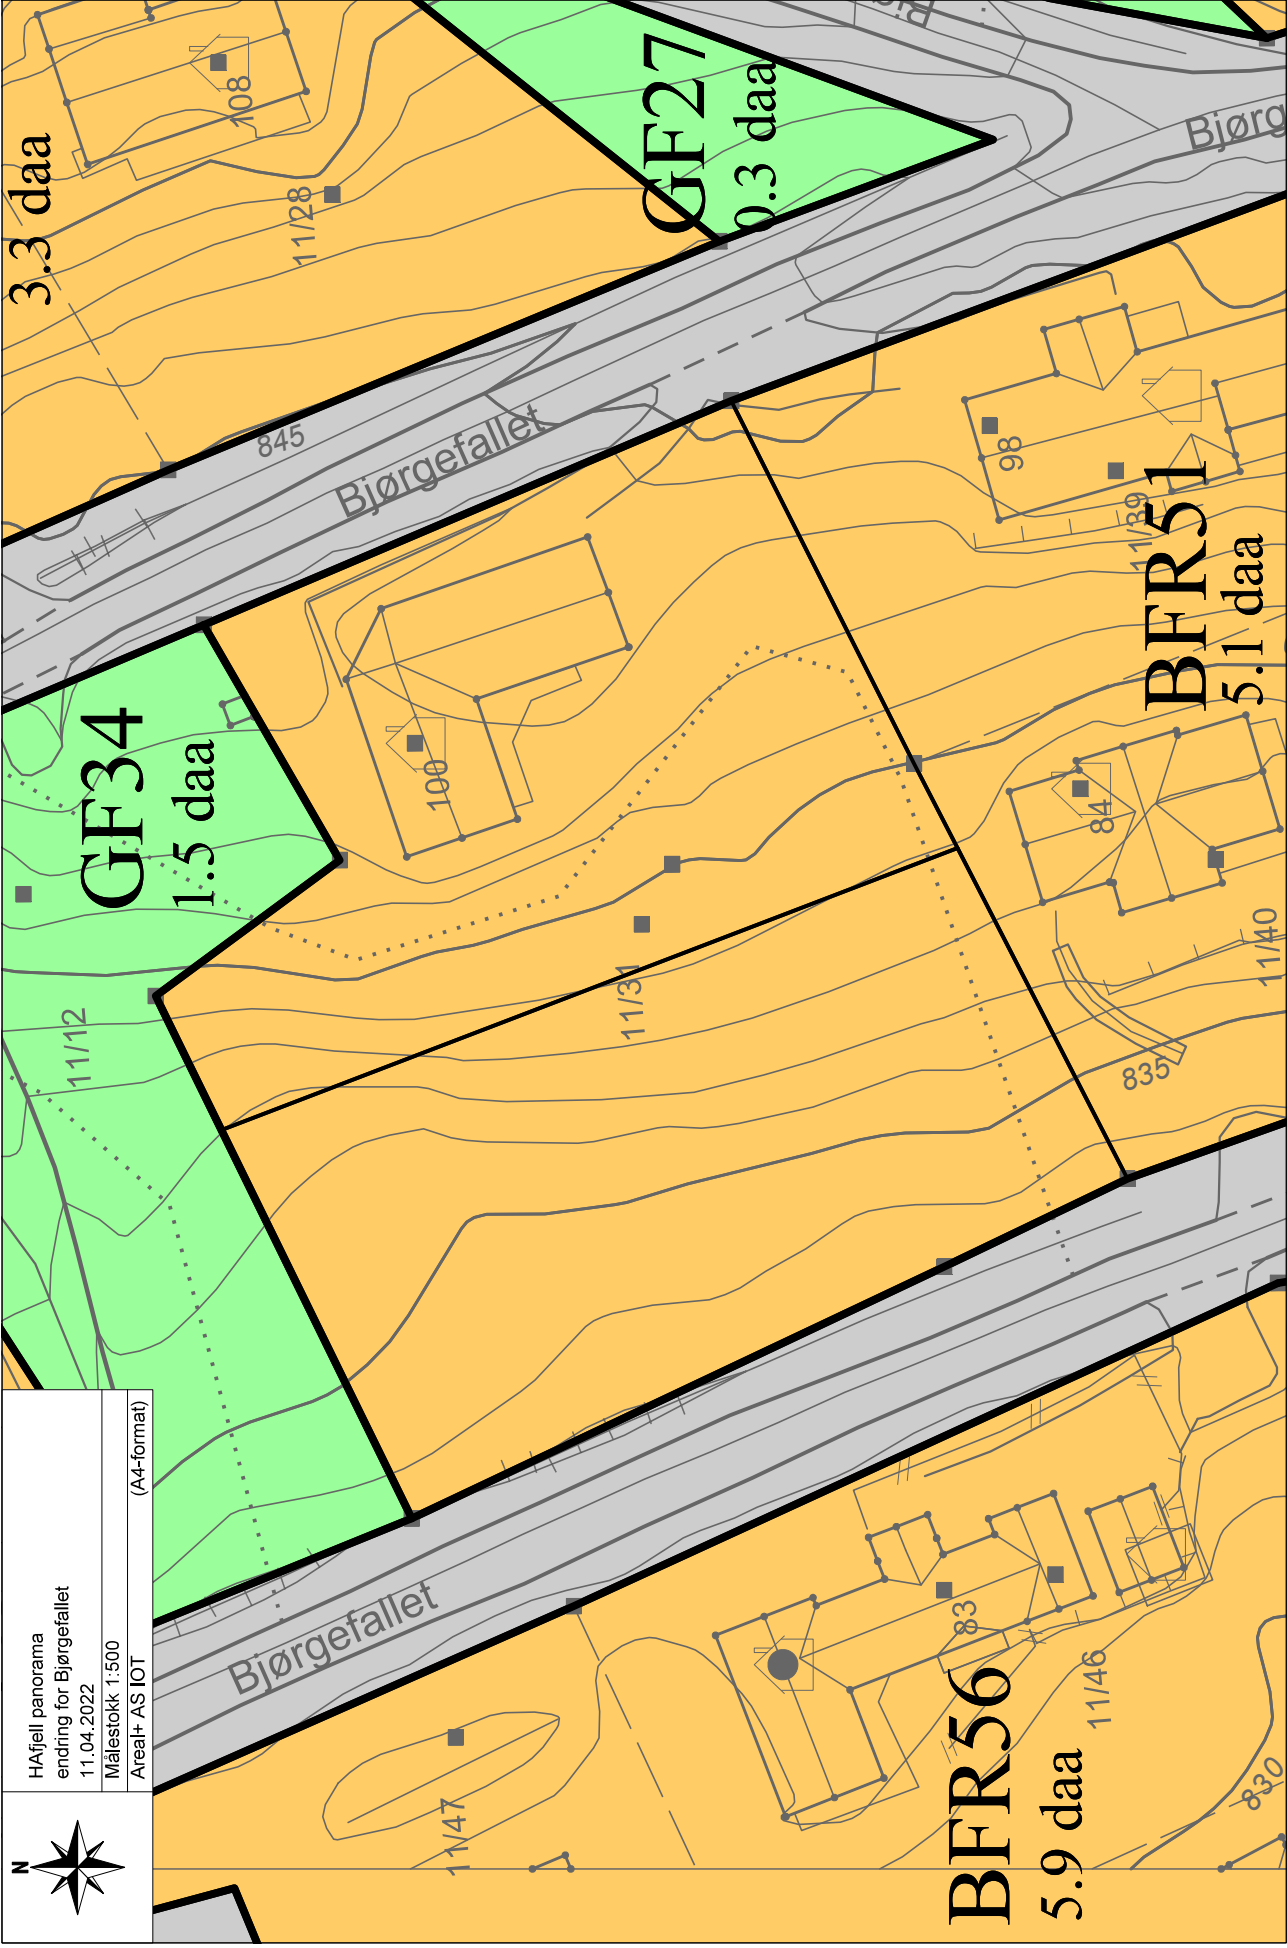 HAfjell panorama
endring for Bjørgefallet
11.04.2022
Målestokk 1:500
Areal+ AS IOT (A4-format)
N
3.3 daa
108
11/28
GF27
0.3 daa
Bjørg
845
Bjørgefallet
98
11/39
BFR51
5.1 daa
GF34
1.5 daa
100
84
11/40
11/12
11/31
835
Bjørgefallet
83
11/46
BFR56
5.9 daa
11/47
830